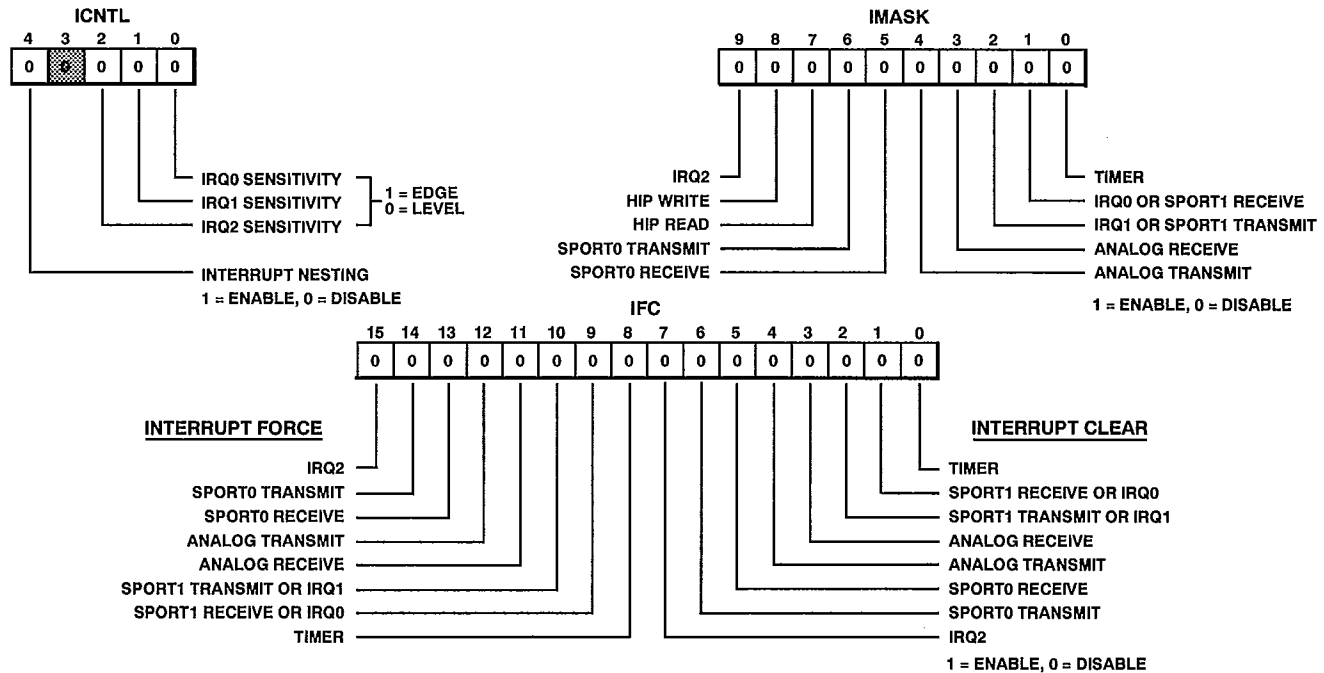 ICNTL
4 3 2 1 0
0 0 0 0 0
IRQ0 SENSITIVITY
IRQ1 SENSITIVITY
IRQ2 SENSITIVITY
1 = EDGE
0 = LEVEL
INTERRUPT NESTING
1 = ENABLE, 0 = DISABLE
IMASK
9 8 7 6 5 4 3 2 1 0
0 0 0 0 0 0 0 0 0 0
IRQ2
HIP WRITE
HIP READ
SPORT0 TRANSMIT
SPORT0 RECEIVE
TIMER
IRQ0 OR SPORT1 RECEIVE
IRQ1 OR SPORT1 TRANSMIT
ANALOG RECEIVE
ANALOG TRANSMIT
1 = ENABLE, 0 = DISABLE
IFC
15 14 13 12 11 10 9 8 7 6 5 4 3 2 1 0
0 0 0 0 0 0 0 0 0 0 0 0 0 0 0 0
INTERRUPT FORCE
IRQ2
SPORT0 TRANSMIT
SPORT0 RECEIVE
ANALOG TRANSMIT
ANALOG RECEIVE
SPORT1 TRANSMIT OR IRQ1
SPORT1 RECEIVE OR IRQ0
TIMER
INTERRUPT CLEAR
TIMER
SPORT1 RECEIVE OR IRQ0
SPORT1 TRANSMIT OR IRQ1
ANALOG RECEIVE
ANALOG TRANSMIT
SPORT0 RECEIVE
SPORT0 TRANSMIT
IRQ2
1 = ENABLE, 0 = DISABLE